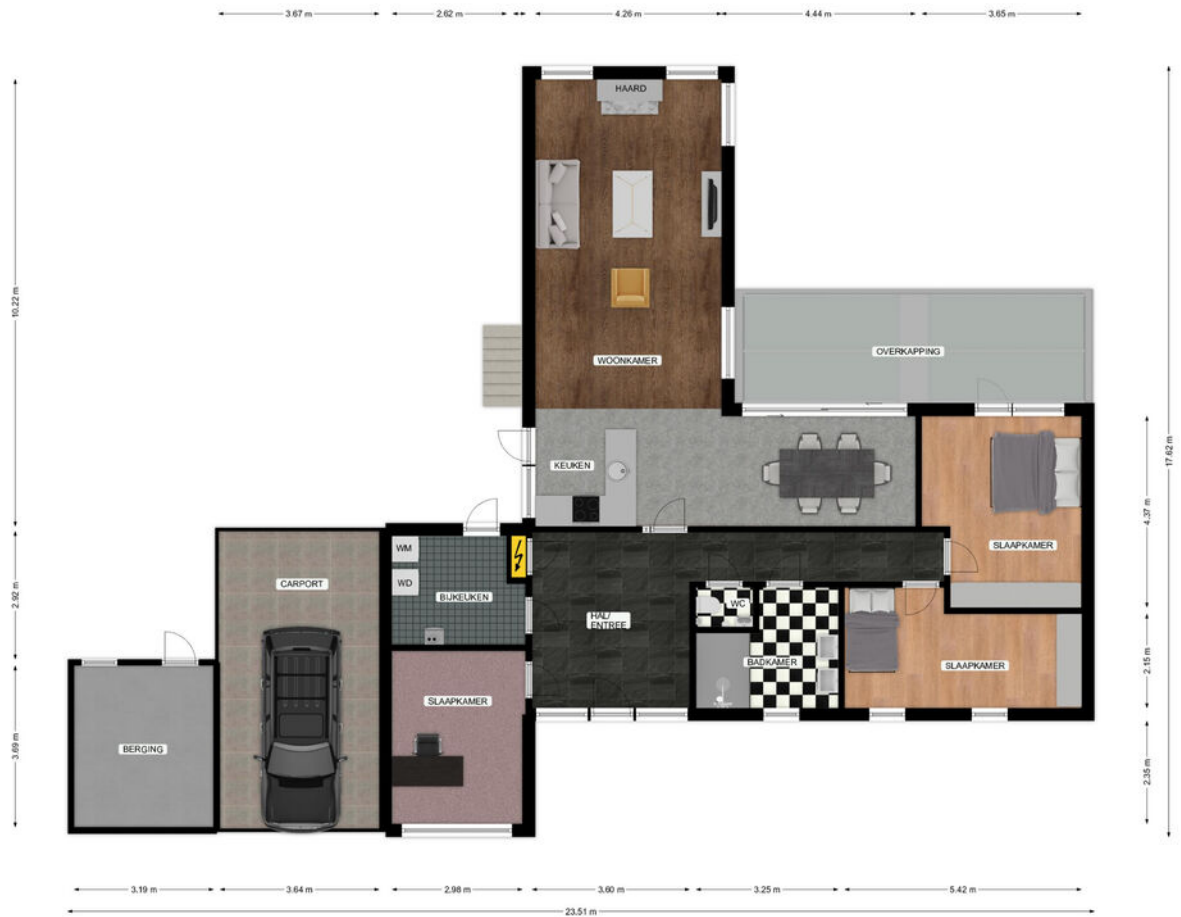 3.67 m
2.62 m
4.26 m
4.44 m
3.65 m
HAARD
10.22 m
WOONKAMER
OVERKAPPING
17.62 m
KEUKEN
4.37 m
SLAAPKAMER
WM
WD
CARPORT
BIJKEUKEN
2.92 m
WC
HAL/
ENTREE
BADKAMER
SLAAPKAMER
2.15 m
SLAAPKAMER
BERGING
3.69 m
2.35 m
3.19 m
3.64 m
2.98 m
3.60 m
3.25 m
5.42 m
23.51 m